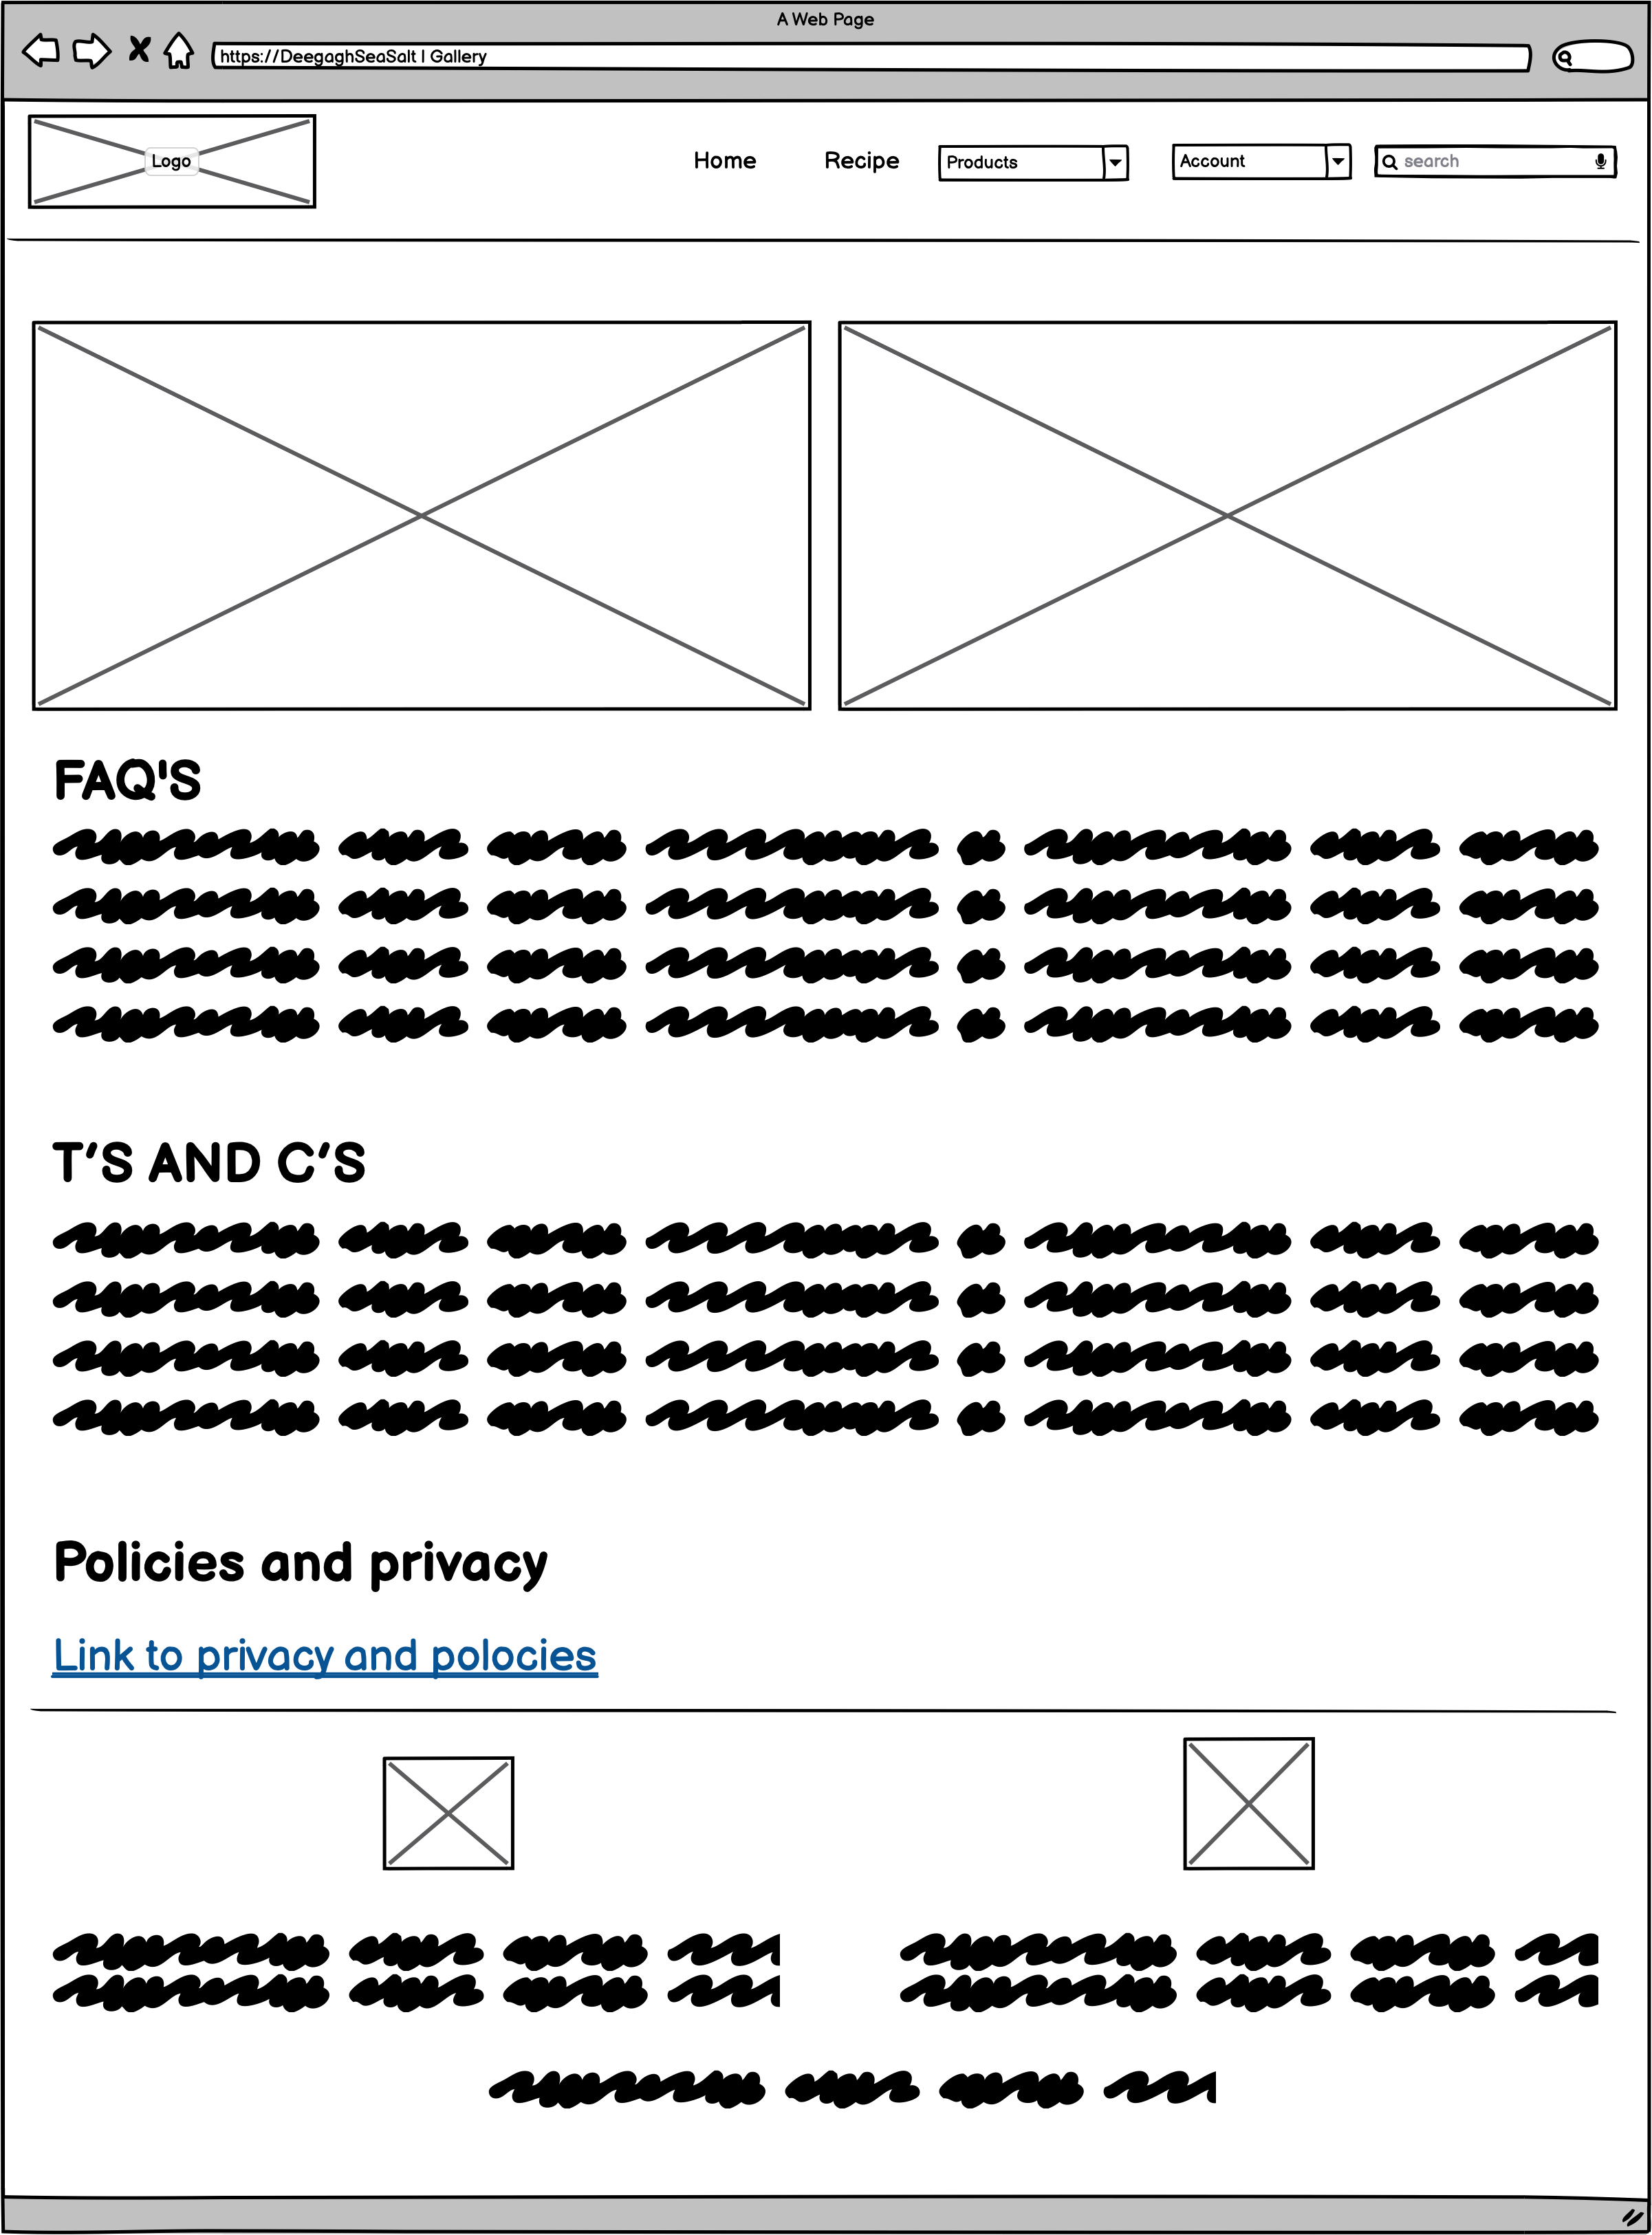 A Web Page
https://DeegaghSeaSalt | Gallery
Logo
Home Recipe Products Account search
FAQ'S
T'S AND C'S
Policies and privacy
Link to privacy and polocies